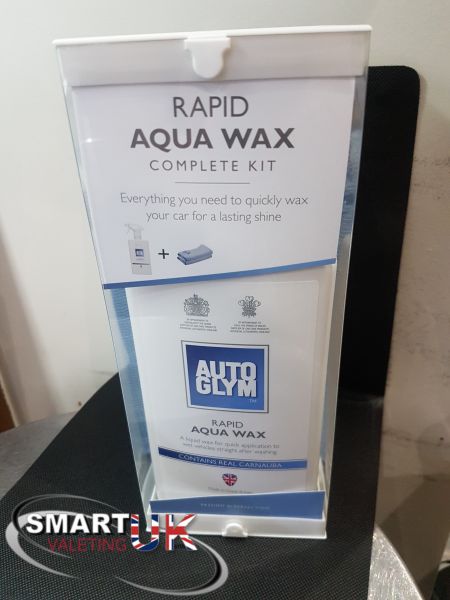 RAPID
AQUA WAX
COMPLETE KIT
Everything you need to quickly wax
your car for a lasting shine
+
AUTO
GLYM
TM
RAPID
AQUA WAX
A liquid wax for quick application to
wet vehicles straight after washing
CONTAINS REAL CARNAUBA
SMART UK
VALETING